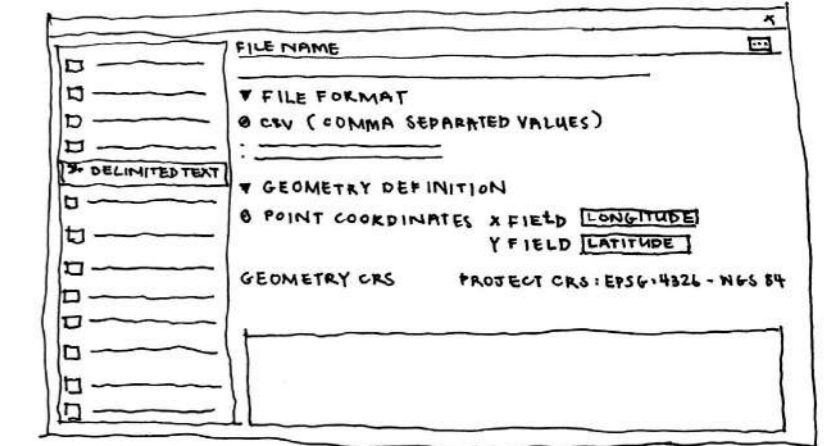 FILE NAME
▼ FILE FORMAT
CSV (COMMA SEPARATED VALUES)
DELIMITED TEXT
▼ GEOMETRY DEFINITION
POINT COORDINATES X FIELD LONGITUDE
Y FIELD LATITUDE
GEOMETRY CRS PROJECT CRS: EPSG:4326 - WGS 84